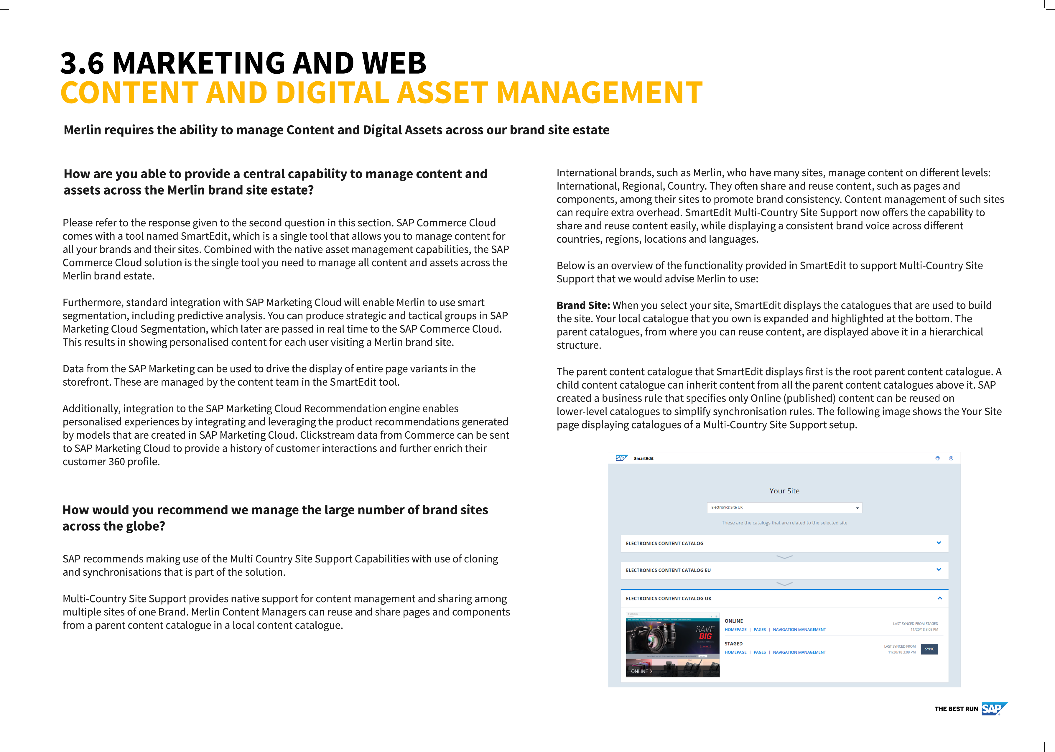 3.6 MARKETING AND WEB
CONTENT AND DIGITAL ASSET MANAGEMENT
Merlin requires the ability to manage Content and Digital Assets across our brand site estate
How are you able to provide a central capability to manage content and
assets across the Merlin brand site estate?
Please refer to the response given to the second question in this section. SAP Commerce Cloud
comes with a tool named SmartEdit, which is a single tool that allows you to manage content for
all your brands and their sites. Combined with the native asset management capabilities, the SAP
Commerce Cloud solution is the single tool you need to manage all content and assets across the
Merlin brand estate.
Furthermore, standard integration with SAP Marketing Cloud will enable Merlin to use smart
segmentation, including predictive analysis. You can produce strategic and tactical groups in SAP
Marketing Cloud Segmentation, which later are passed in real time to the SAP Commerce Cloud.
This results in showing personalised content for each user visiting a Merlin brand site.
Data from the SAP Marketing can be used to drive the display of entire page variants in the
storefront. These are managed by the content team in the SmartEdit tool.
Additionally, integration to the SAP Marketing Cloud Recommendation engine enables
personalised experiences by integrating and leveraging the product recommendations generated
by models that are created in SAP Marketing Cloud. Clickstream data from Commerce can be sent
to SAP Marketing Cloud to provide a history of customer interactions and further enrich their
customer 360 profile.
How would you recommend we manage the large number of brand sites
across the globe?
SAP recommends making use of the Multi Country Site Support Capabilities with use of cloning
and synchronisations that is part of the solution.
Multi-Country Site Support provides native support for content management and sharing among
multiple sites of one Brand. Merlin Content Managers can reuse and share pages and components
from a parent content catalogue in a local content catalogue.
International brands, such as Merlin, who have many sites, manage content on different levels:
International, Regional, Country. They often share and reuse content, such as pages and
components, among their sites to promote brand consistency. Content management of such sites
can require extra overhead. SmartEdit Multi-Country Site Support now offers the capability to
share and reuse content easily, while displaying a consistent brand voice across different
countries, regions, locations and languages.
Below is an overview of the functionality provided in SmartEdit to support Multi-Country Site
Support that we would advise Merlin to use:
Brand Site: When you select your site, SmartEdit displays the catalogues that are used to build
the site. Your local catalogue that you own is expanded and highlighted at the bottom. The
parent catalogues, from where you can reuse content, are displayed above it in a hierarchical
structure.
The parent content catalogue that SmartEdit displays first is the root parent content catalogue. A
child content catalogue can inherit content from all the parent content catalogues above it. SAP
created a business rule that specifies only Online (published) content can be reused on
lower-level catalogues to simplify synchronisation rules. The following image shows the Your Site
page displaying catalogues of a Multi-Country Site Support setup.
SAP SmartEdit
Your Site
These are the catalogs that are related to the selected site
ELECTRONICS CONTENT CATALOG
ELECTRONICS CONTENT CATALOG EU
ELECTRONICS CONTENT CATALOG UK
SAVE
BIG
ONLINE
ONLINE
HOMEPAGE | PAGES | NAVIGATION MANAGEMENT
LAST SYNCED FROM STAGED
STAGED
HOMEPAGE | PAGES | NAVIGATION MANAGEMENT
SYNC
THE BEST RUN SAP